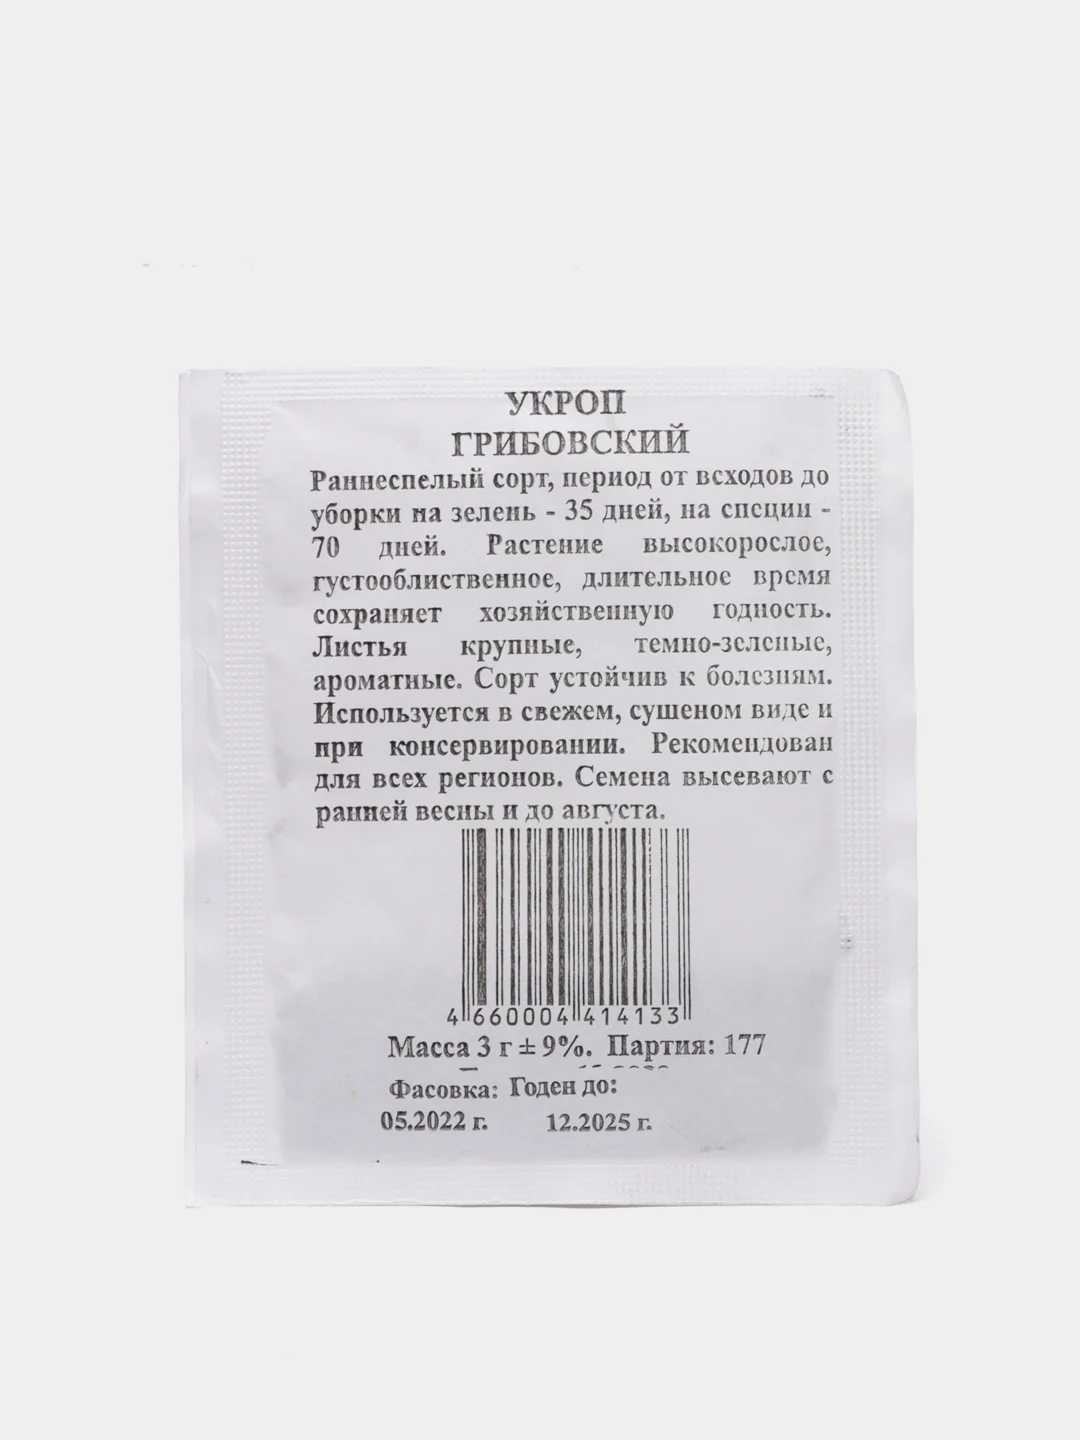 УКРОП
ГРИБОВСКИЙ
Раннеспелый сорт, период от всходов до
уборки на зелень - 35 дней, на специи -
70 дней. Растение высокорослое,
густооблиственное, длительное время
сохраняет хозяйственную годность.
Листья крупные, темно-зеленые,
ароматные. Сорт устойчив к болезням.
Используется в свежем, сушеном виде и
при консервировании. Рекомендован
для всех регионов. Семена высевают с
ранней весны и до августа.
4 660004 414133
Масса 3 г ± 9%. Партия: 177
Фасовка: Годен до:
05.2022 г. 12.2025 г.